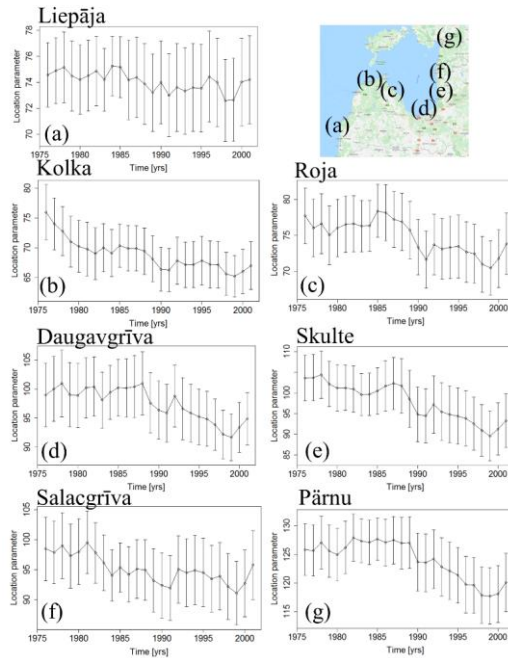 Liepāja
Location parameter
70 72 74 76 78
1975 1980 1985 1990 1995 2000
Time [yrs]
(a)
(a) (b) (c) (d) (e) (f) (g)
Kolka
Location parameter
65 70 75 80
1975 1980 1985 1990 1995 2000
Time [yrs]
(b)
Roja
Location parameter
70 75 80
1975 1980 1985 1990 1995 2000
Time [yrs]
(c)
Daugavgrīva
Location parameter
90 95 100 105
1975 1980 1985 1990 1995 2000
Time [yrs]
(d)
Skulte
Location parameter
85 90 95 100 105 110
1975 1980 1985 1990 1995 2000
Time [yrs]
(e)
Salacgrīva
Location parameter
90 95 100 105
1975 1980 1985 1990 1995 2000
Time [yrs]
(f)
Pärnu
Location parameter
115 120 125 130
1975 1980 1985 1990 1995 2000
Time [yrs]
(g)